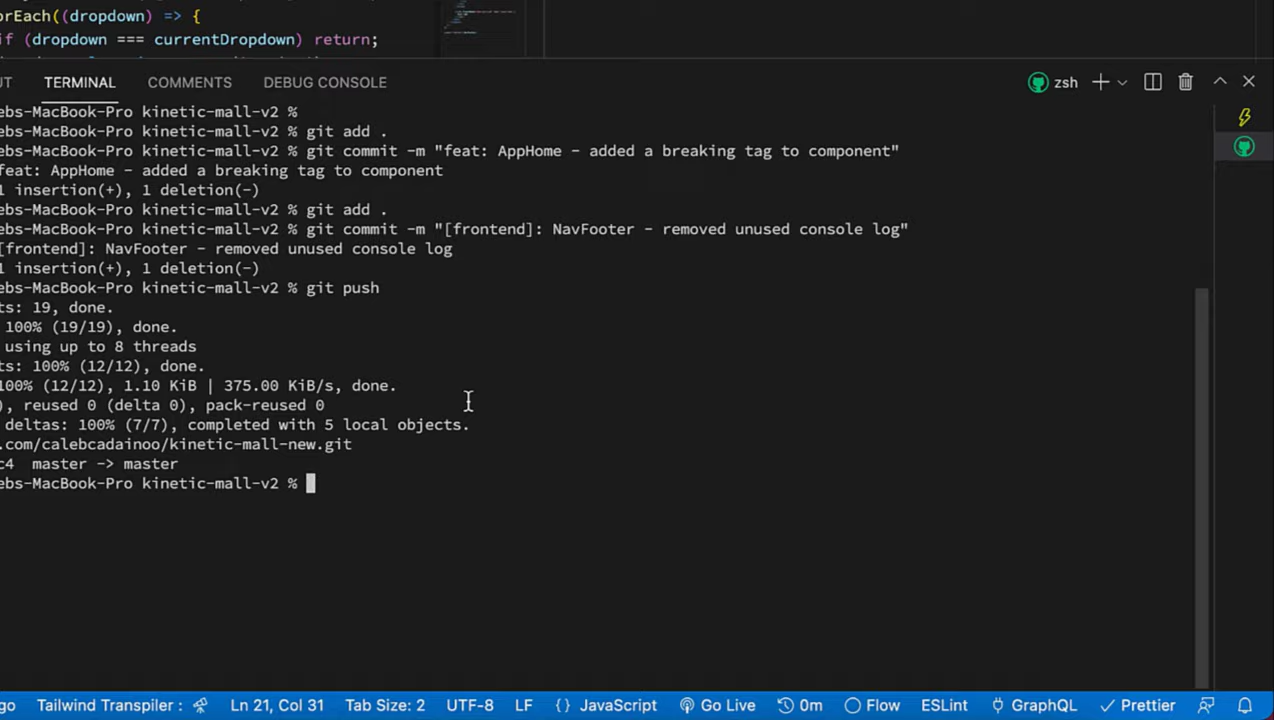 orEach((dropdown) => {
if (dropdown === currentDropdown) return;
UT TERMINAL COMMENTS DEBUG CONSOLE zsh
ebs-MacBook-Pro kinetic-mall-v2 %
ebs-MacBook-Pro kinetic-mall-v2 % git add .
ebs-MacBook-Pro kinetic-mall-v2 % git commit -m "feat: AppHome - added a breaking tag to component"
feat: AppHome - added a breaking tag to component
1 insertion(+), 1 deletion(-)
ebs-MacBook-Pro kinetic-mall-v2 % git add .
ebs-MacBook-Pro kinetic-mall-v2 % git commit -m "[frontend]: NavFooter - removed unused console log"
[frontend]: NavFooter - removed unused console log
1 insertion(+), 1 deletion(-)
ebs-MacBook-Pro kinetic-mall-v2 % git push
ts: 19, done.
100% (19/19), done.
using up to 8 threads
ts: 100% (12/12), done.
100% (12/12), 1.10 KiB | 375.00 KiB/s, done.
), reused 0 (delta 0), pack-reused 0
deltas: 100% (7/7), completed with 5 local objects.
.com/calebcadainoo/kinetic-mall-new.git
c4 master -> master
ebs-MacBook-Pro kinetic-mall-v2 %
go Tailwind Transpiler : Ln 21, Col 31 Tab Size: 2 UTF-8 LF {} JavaScript Go Live 0m Flow ESLint GraphQL Prettier